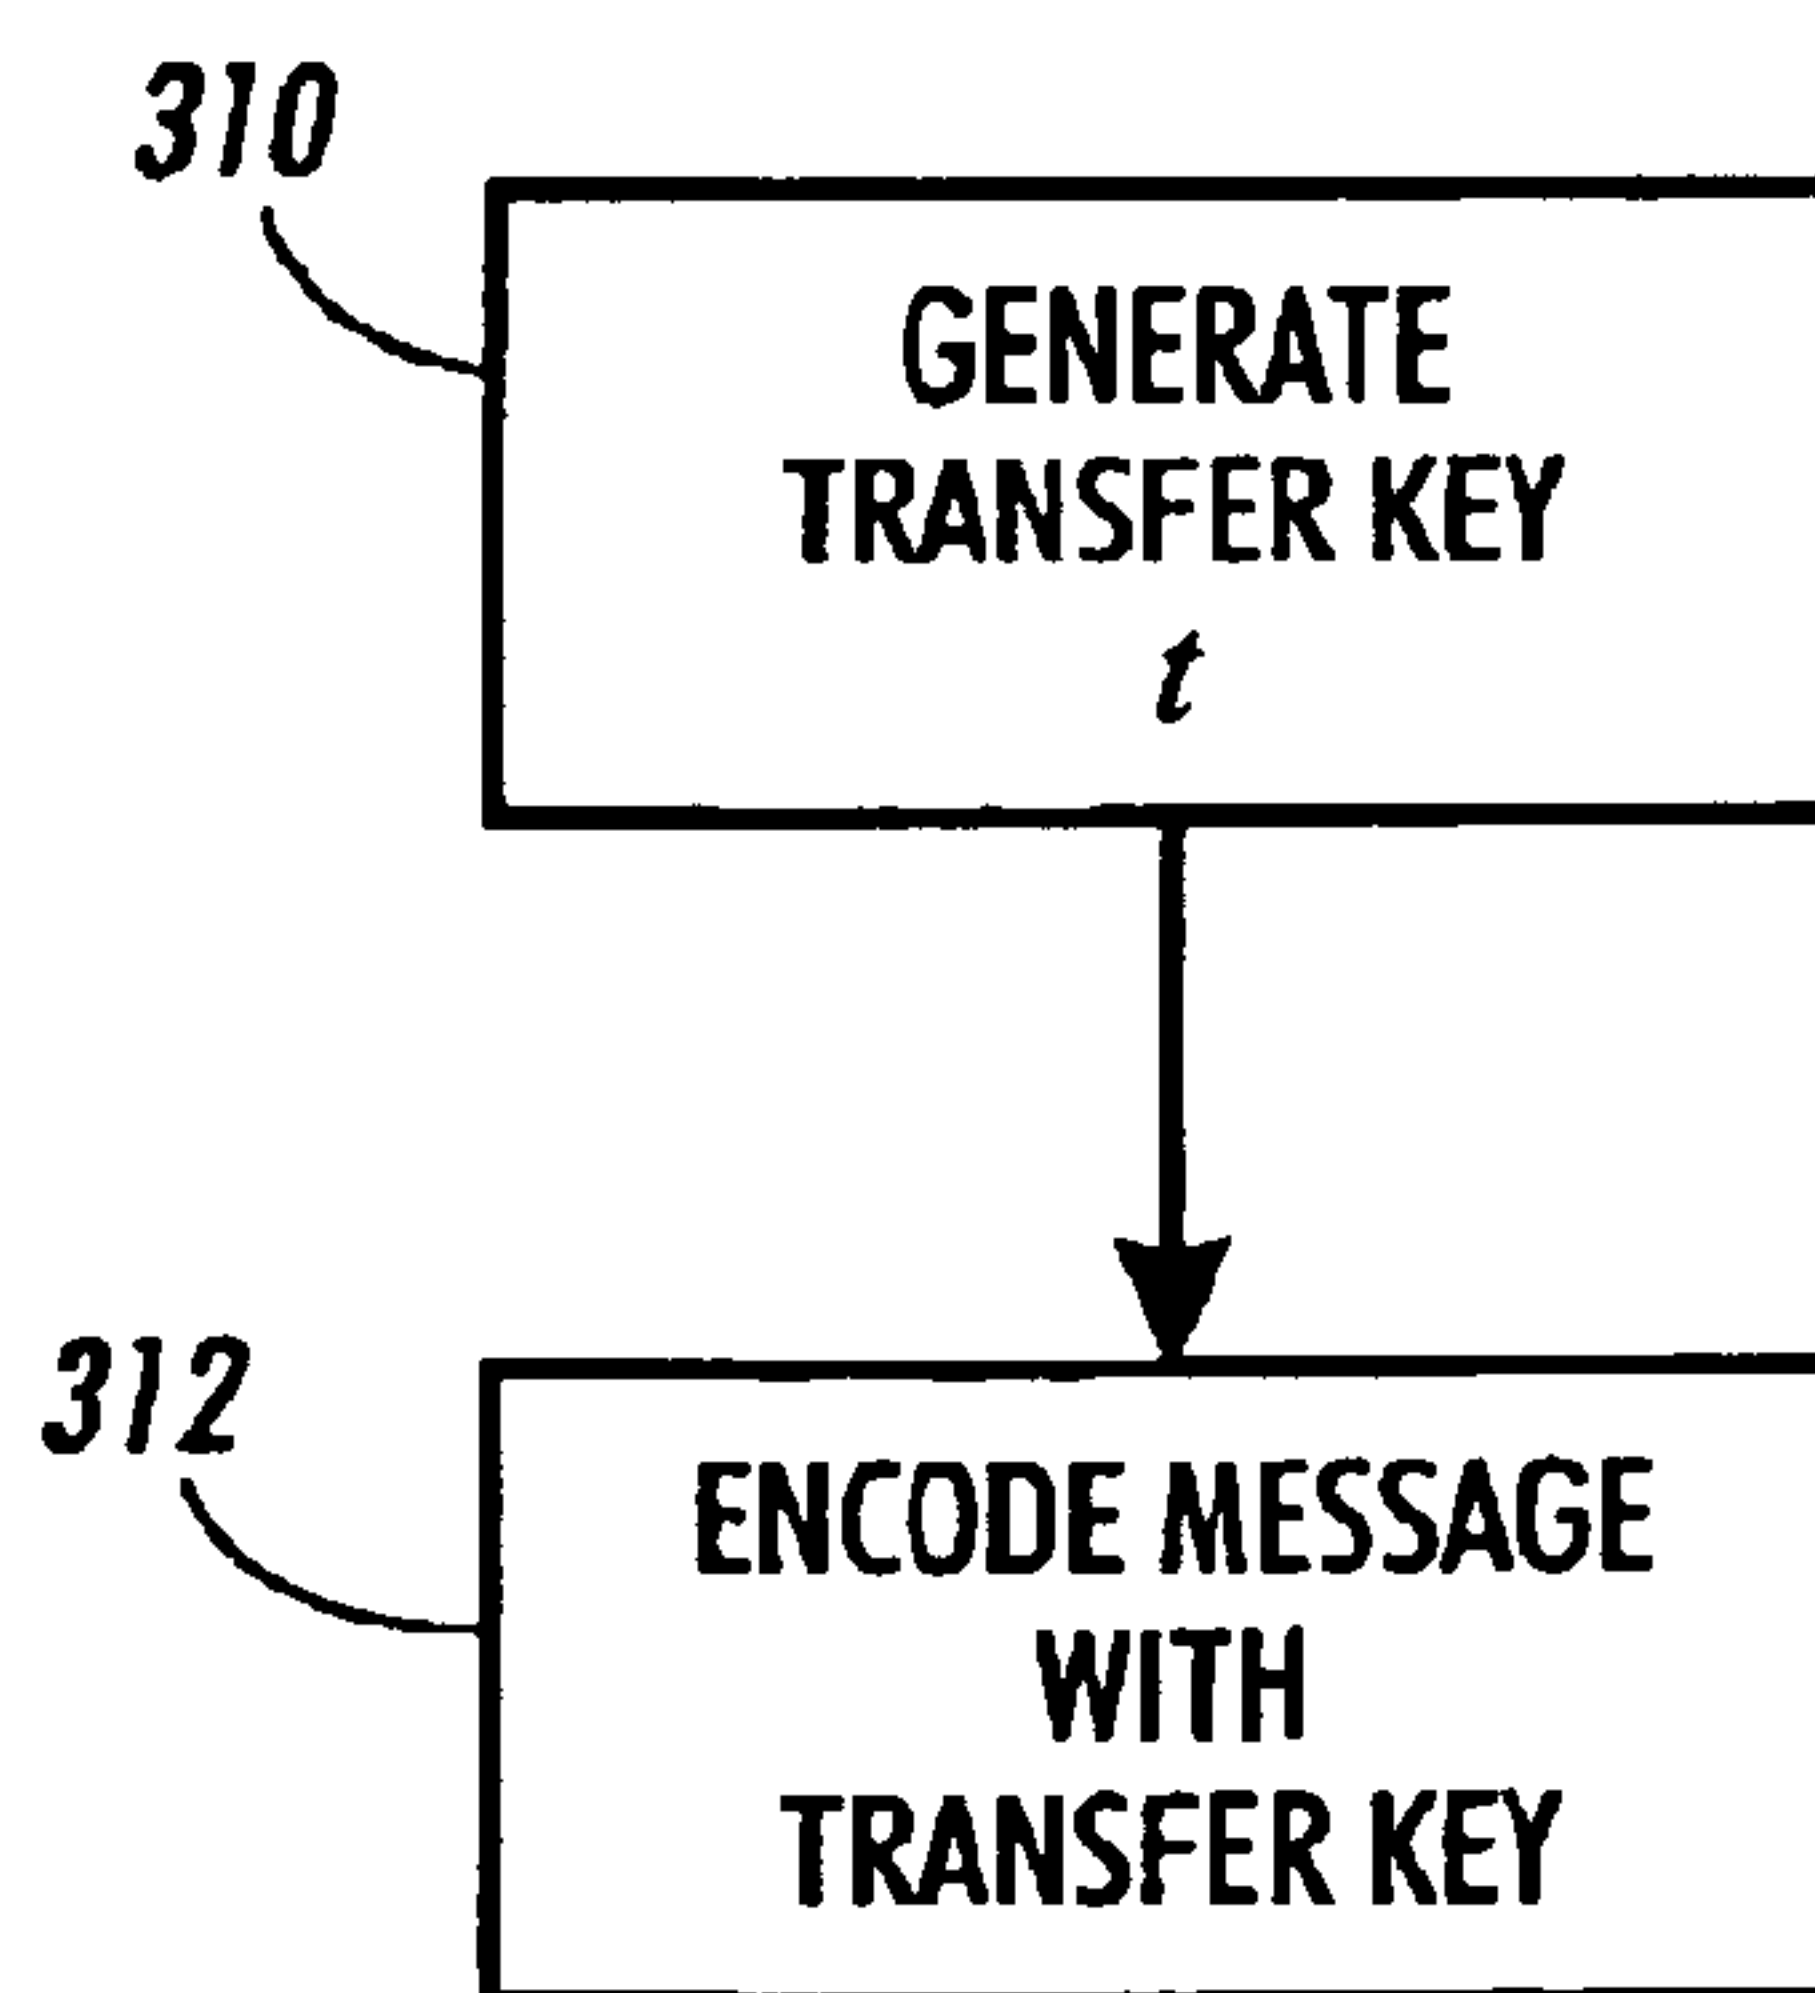 310
GENERATE
TRANSFER KEY
t
312
ENCODE MESSAGE
WITH
TRANSFER KEY